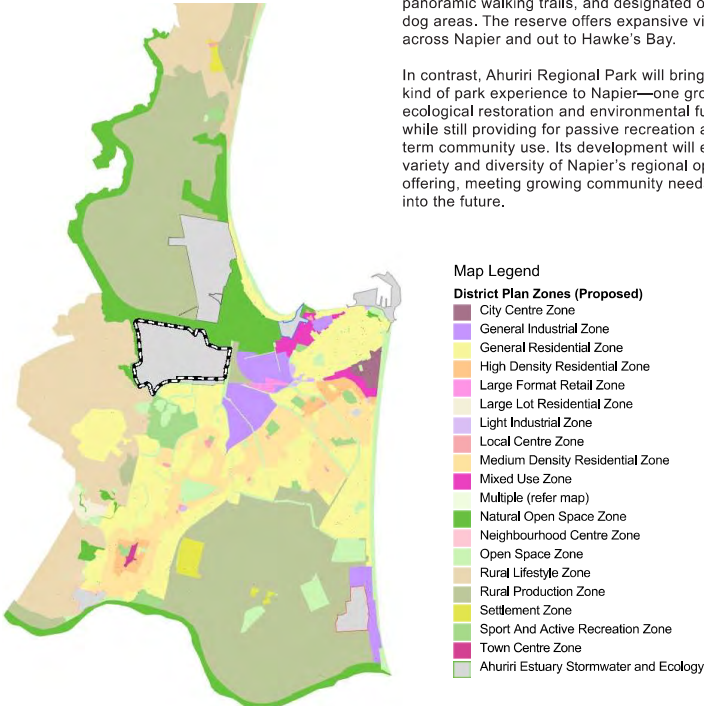 panoramic walking trails, and designated o
dog areas. The reserve offers expansive vi
across Napier and out to Hawke's Bay.
In contrast, Ahuriri Regional Park will bring
kind of park experience to Napier—one gro
ecological restoration and environmental fu
while still providing for passive recreation a
term community use. Its development will e
variety and diversity of Napier's regional op
offering, meeting growing community need
into the future.
Map Legend
District Plan Zones (Proposed)
City Centre Zone
General Industrial Zone
General Residential Zone
High Density Residential Zone
Large Format Retail Zone
Large Lot Residential Zone
Light Industrial Zone
Local Centre Zone
Medium Density Residential Zone
Mixed Use Zone
Multiple (refer map)
Natural Open Space Zone
Neighbourhood Centre Zone
Open Space Zone
Rural Lifestyle Zone
Rural Production Zone
Settlement Zone
Sport And Active Recreation Zone
Town Centre Zone
Ahuriri Estuary Stormwater and Ecology